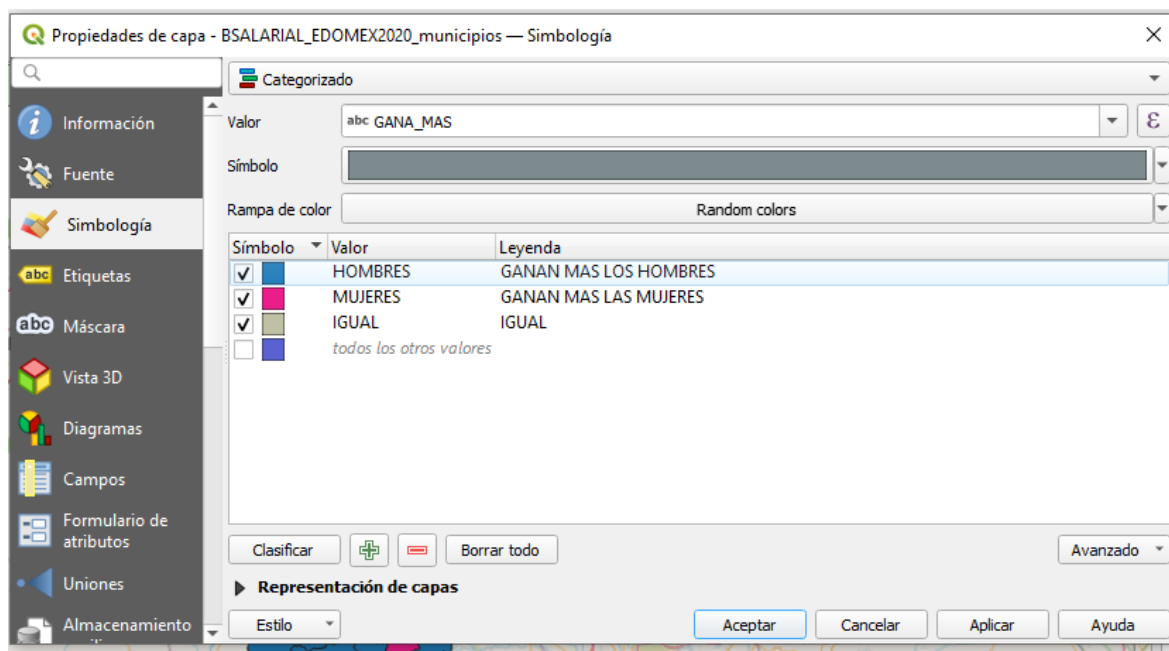 Propiedades de capa - BSALARIAL_EDOMEX2020_municipios — Simbología
Categorizado
Información
Fuente
Simbología
abc Etiquetas
abc Máscara
Vista 3D
Diagramas
Campos
Formulario de
atributos
Uniones
Almacenamiento
Valor abc GANA_MAS ε
Símbolo
Rampa de color Random colors
Símbolo Valor Leyenda
HOMBRES GANAN MAS LOS HOMBRES
MUJERES GANAN MAS LAS MUJERES
IGUAL IGUAL
todos los otros valores
Clasificar Borrar todo Avanzado
Representación de capas
Estilo Aceptar Cancelar Aplicar Ayuda